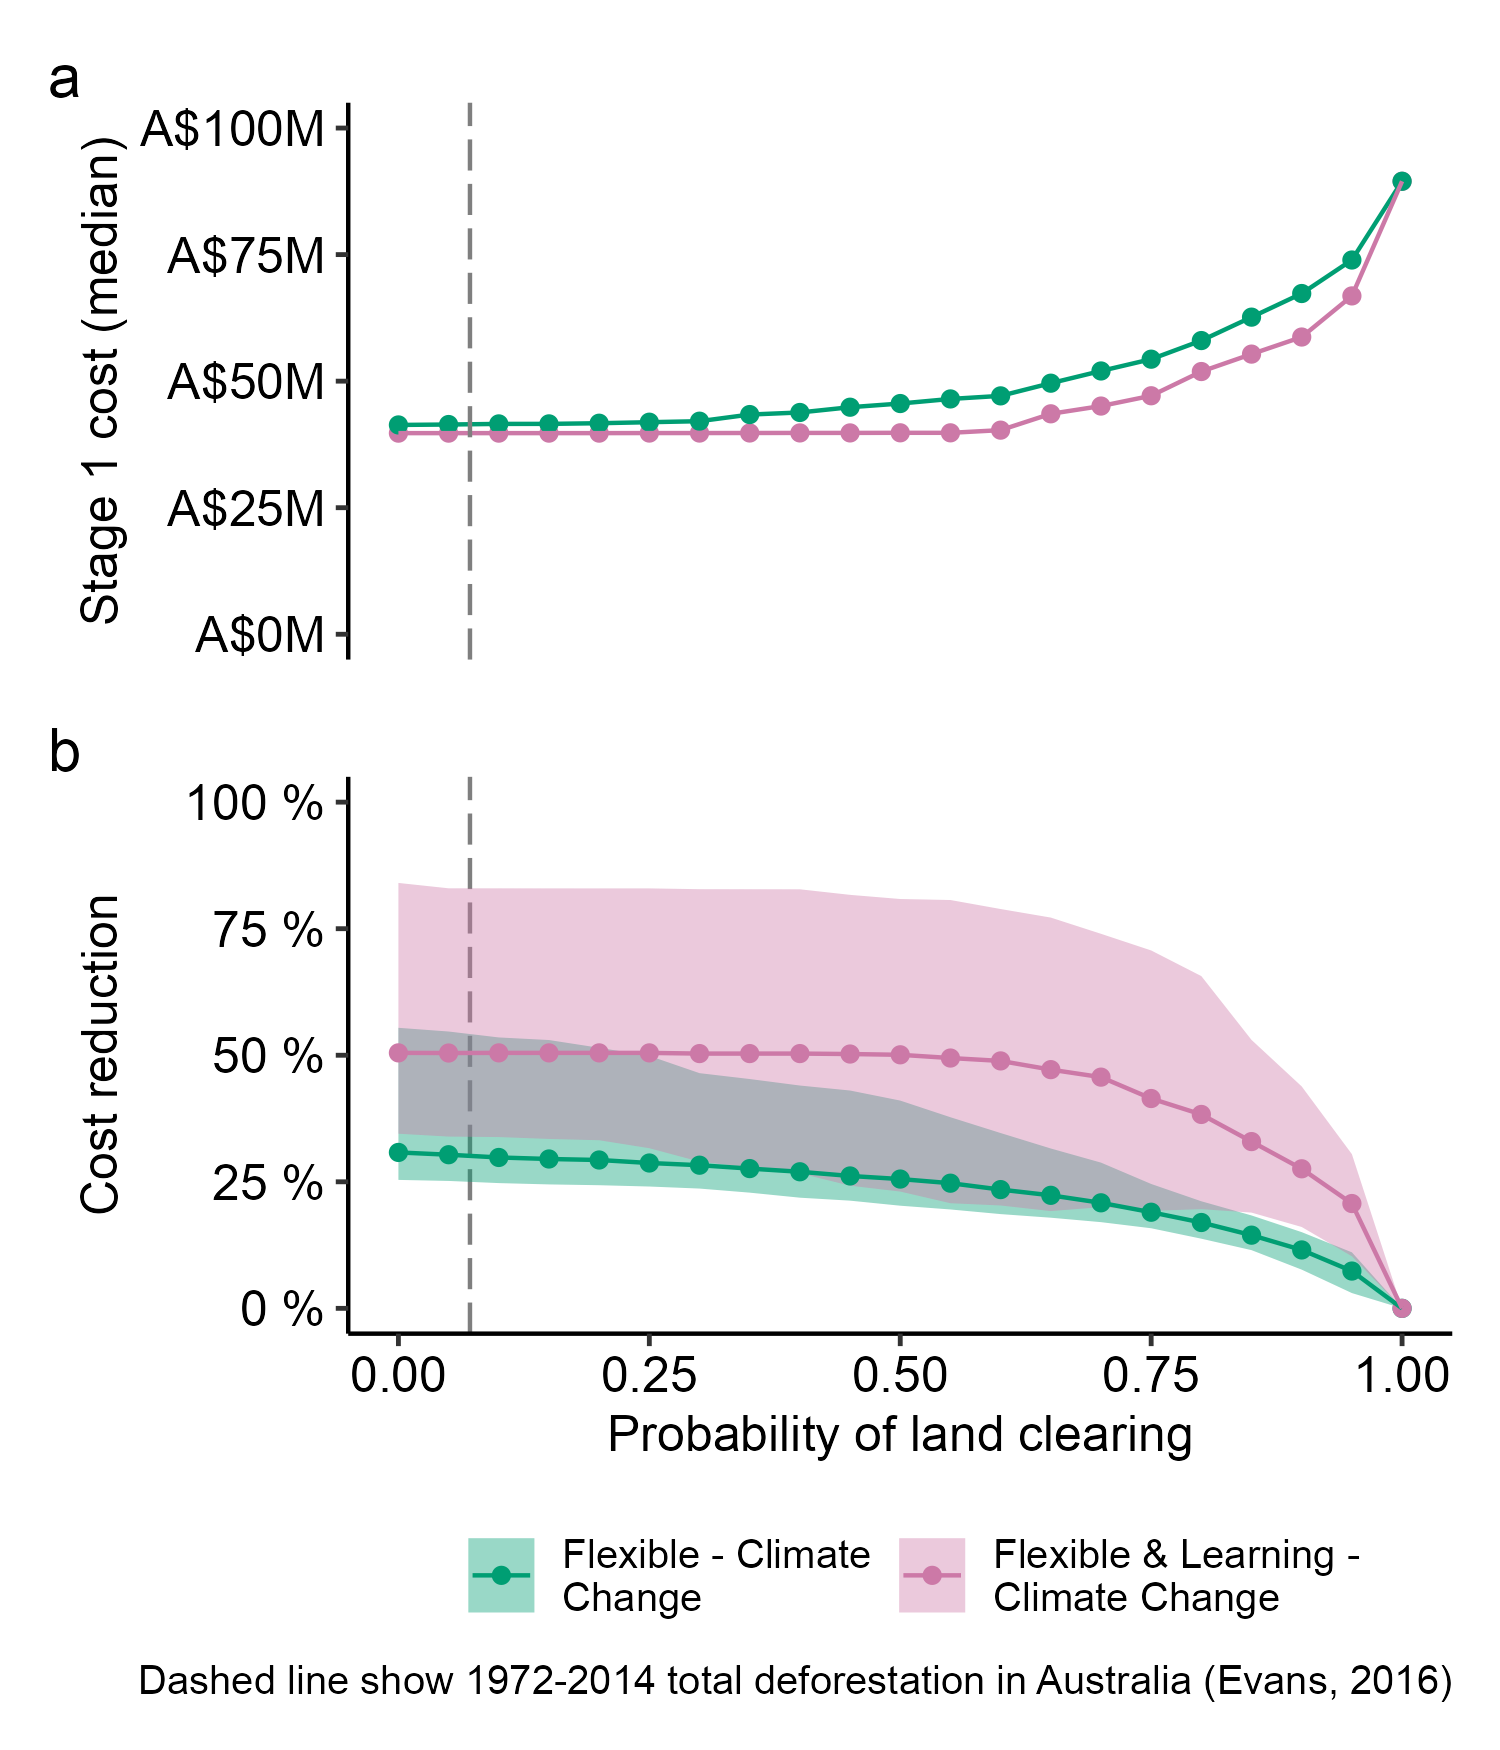 a
Stage 1 cost (median)
A$100M
A$75M
A$50M
A$25M
A$0M
b
Cost reduction
100 %
75 %
50 %
25 %
0 %
0.00 0.25 0.50 0.75 1.00
Probability of land clearing
Flexible - Climate
Change
Flexible & Learning -
Climate Change
Dashed line show 1972-2014 total deforestation in Australia (Evans, 2016)